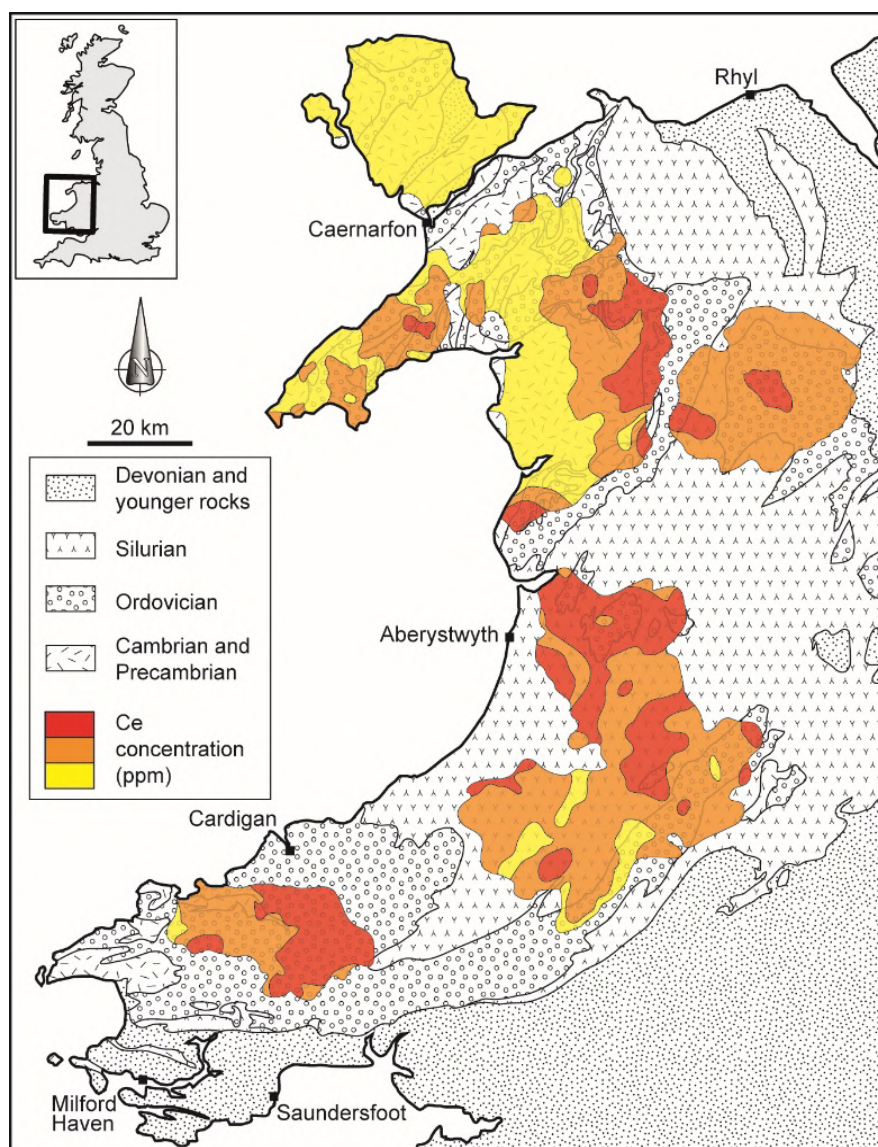 Rhyl
Caernarfon
N
20 km
Devonian and
younger rocks
Silurian
Ordovician
Cambrian and
Precambrian
Ce
concentration
(ppm)
Aberystwyth
Cardigan
Milford
Haven
Saundersfoot